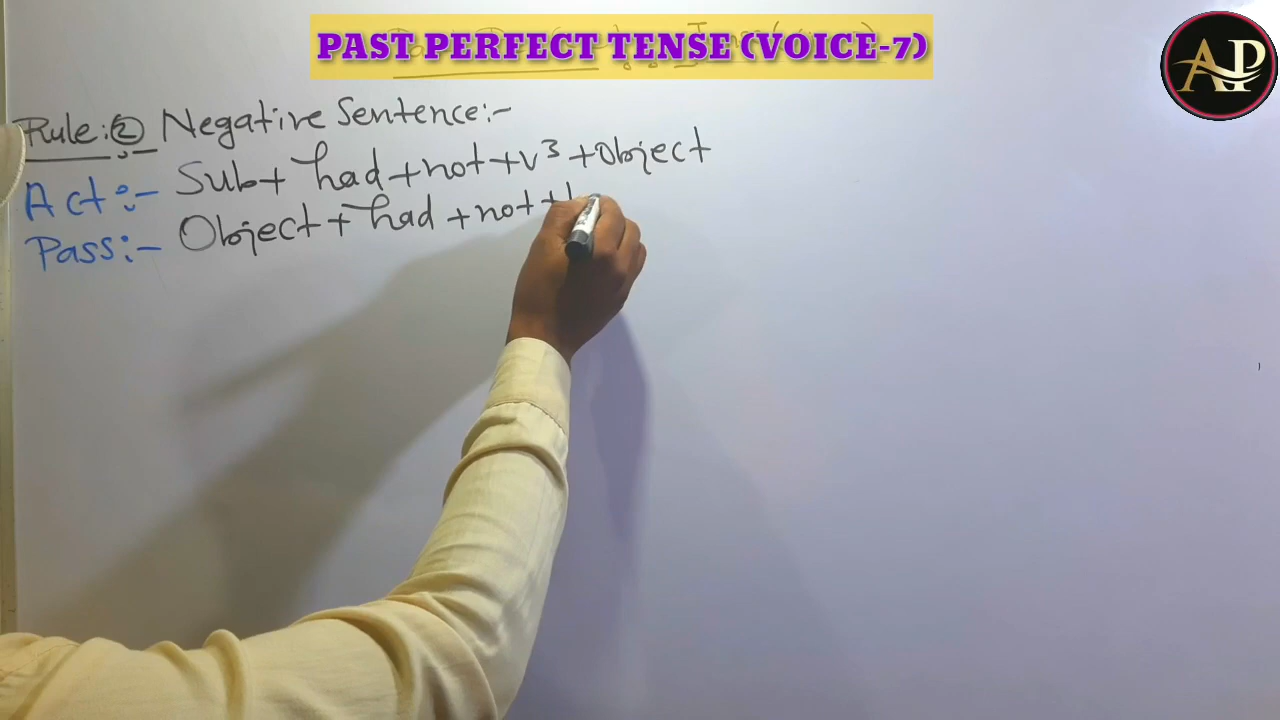 PAST PERFECT TENSE (VOICE-7)
AP
Rule:② Negative Sentence:-
Act:- Sub+ had+not+v³+Object
Pass:- Object+had+not+